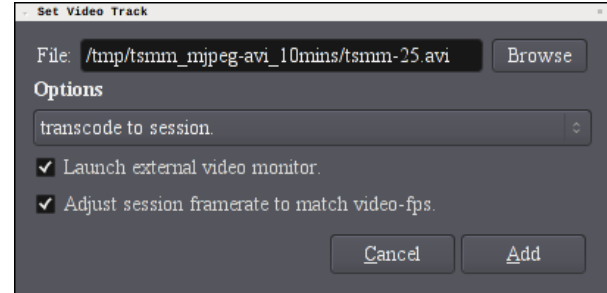 Set Video Track
File: /tmp/tsmm_mjpeg-avi_10mins/tsmm-25.avi Browse
Options
transcode to session.
Launch external video monitor.
Adjust session framerate to match video-fps.
Cancel Add